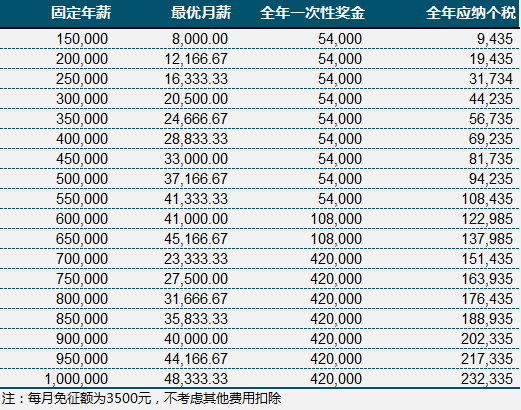 固定年薪 最优月薪 全年一次性奖金 全年应纳个税
150,000 8,000.00 54,000 9,435
200,000 12,166.67 54,000 19,435
250,000 16,333.33 54,000 31,734
300,000 20,500.00 54,000 44,235
350,000 24,666.67 54,000 56,735
400,000 28,833.33 54,000 69,235
450,000 33,000.00 54,000 81,735
500,000 37,166.67 54,000 94,235
550,000 41,333.33 54,000 108,435
600,000 41,000.00 108,000 122,985
650,000 45,166.67 108,000 137,985
700,000 23,333.33 420,000 151,435
750,000 27,500.00 420,000 163,935
800,000 31,666.67 420,000 176,435
850,000 35,833.33 420,000 188,935
900,000 40,000.00 420,000 202,335
950,000 44,166.67 420,000 217,335
1,000,000 48,333.33 420,000 232,335
注：每月免征额为3500元，不考虑其他费用扣除